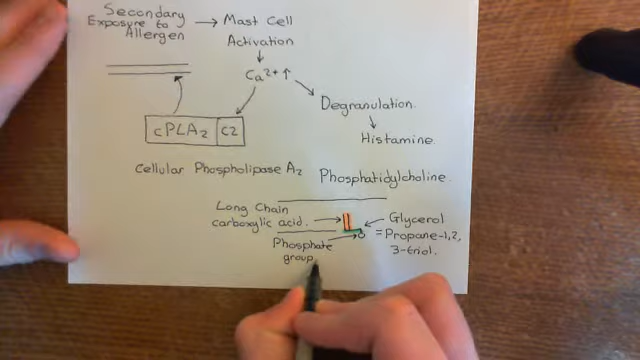 Secondary
Exposure to → Mast Cell
Allergen
Activation
Ca²⁺ ↑
Degranulation
cPLA₂ C2
Histamine
Cellular Phospholipase A₂
Phosphatidylcholine
Long Chain
carboxylic acid
Glycerol
= Propane-1,2,
3-triol.
Phosphate
group